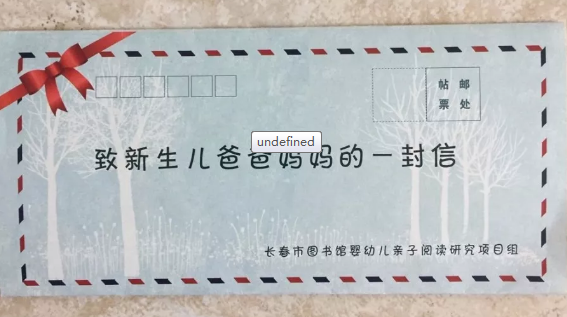 帖 邮
票 处
致新生儿爸爸妈妈的一封信
undefined
长春市图书馆婴幼儿亲子阅读研究项目组